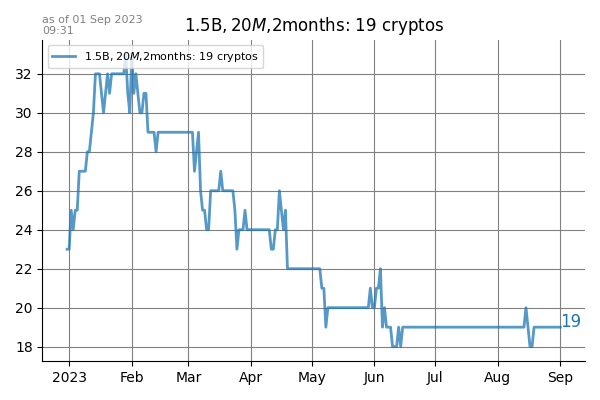 as of 01 Sep 2023
09:31
1.5B, 20M,2months: 19 cryptos
1.5B, 20M,2months: 19 cryptos
32
30
28
26
24
22
20
18
19
2023 Feb Mar Apr May Jun Jul Aug Sep